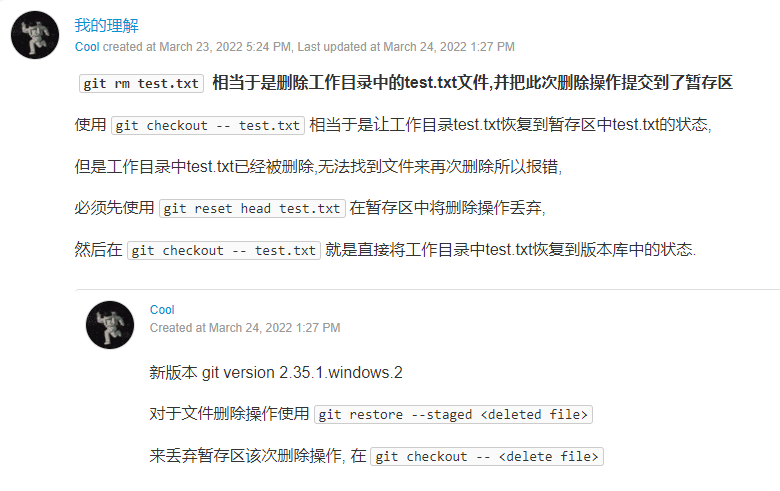 我的理解
Cool created at March 23, 2022 5:24 PM, Last updated at March 24, 2022 1:27 PM
git rm test.txt 相当于是删除工作目录中的test.txt文件,并把此次删除操作提交到了暂存区
使用 git checkout -- test.txt 相当于是让工作目录test.txt恢复到暂存区中test.txt的状态,
但是工作目录中test.txt已经被删除,无法找到文件来再次删除所以报错,
必须先使用 git reset head test.txt 在暂存区中将删除操作丢弃,
然后在 git checkout -- test.txt 就是直接将工作目录中test.txt恢复到版本库中的状态.
Cool
Created at March 24, 2022 1:27 PM
新版本 git version 2.35.1.windows.2
对于文件删除操作使用 git restore --staged <deleted file>
来丢弃暂存区该次删除操作, 在 git checkout -- <delete file>